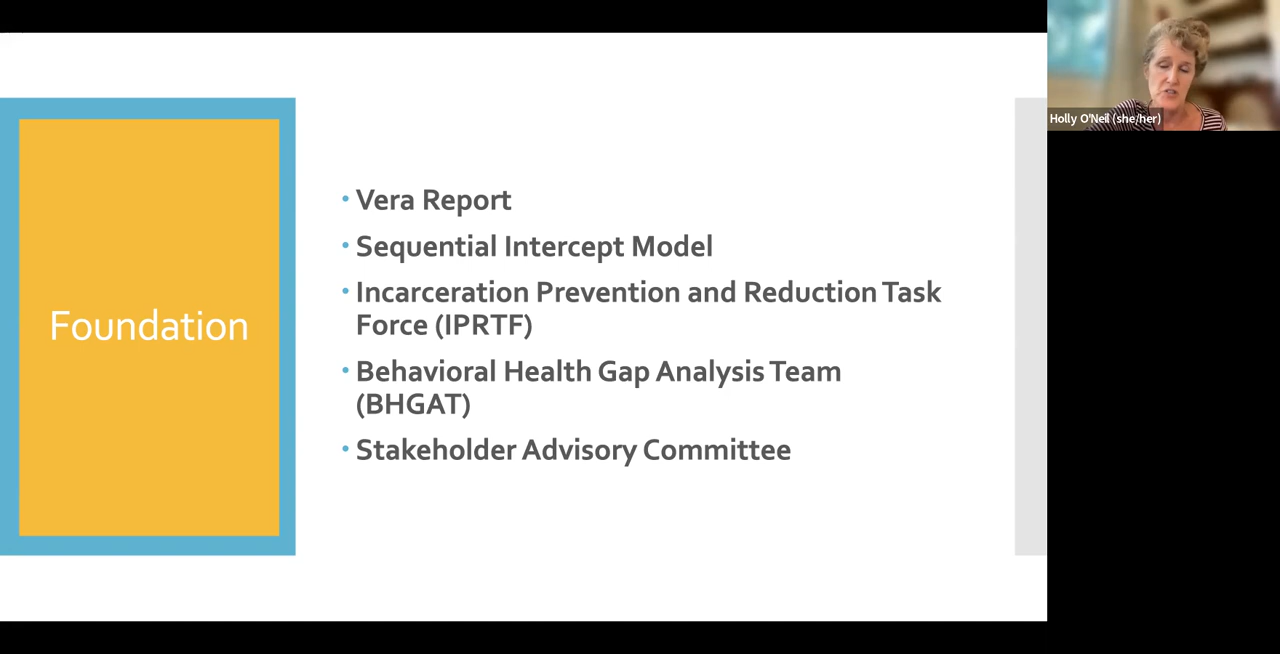 Foundation
• Vera Report
• Sequential Intercept Model
• Incarceration Prevention and Reduction Task
Force (IPRTF)
• Behavioral Health Gap Analysis Team
(BHGAT)
• Stakeholder Advisory Committee
Holly O'Neil (she/her)